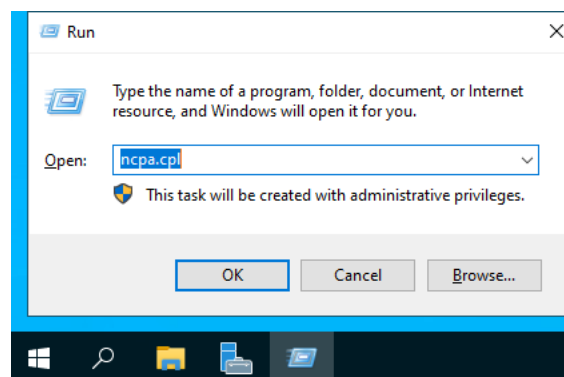 Run
Type the name of a program, folder, document, or Internet
resource, and Windows will open it for you.
Open:
ncpa.cpl
This task will be created with administrative privileges.
OK
Cancel
Browse...